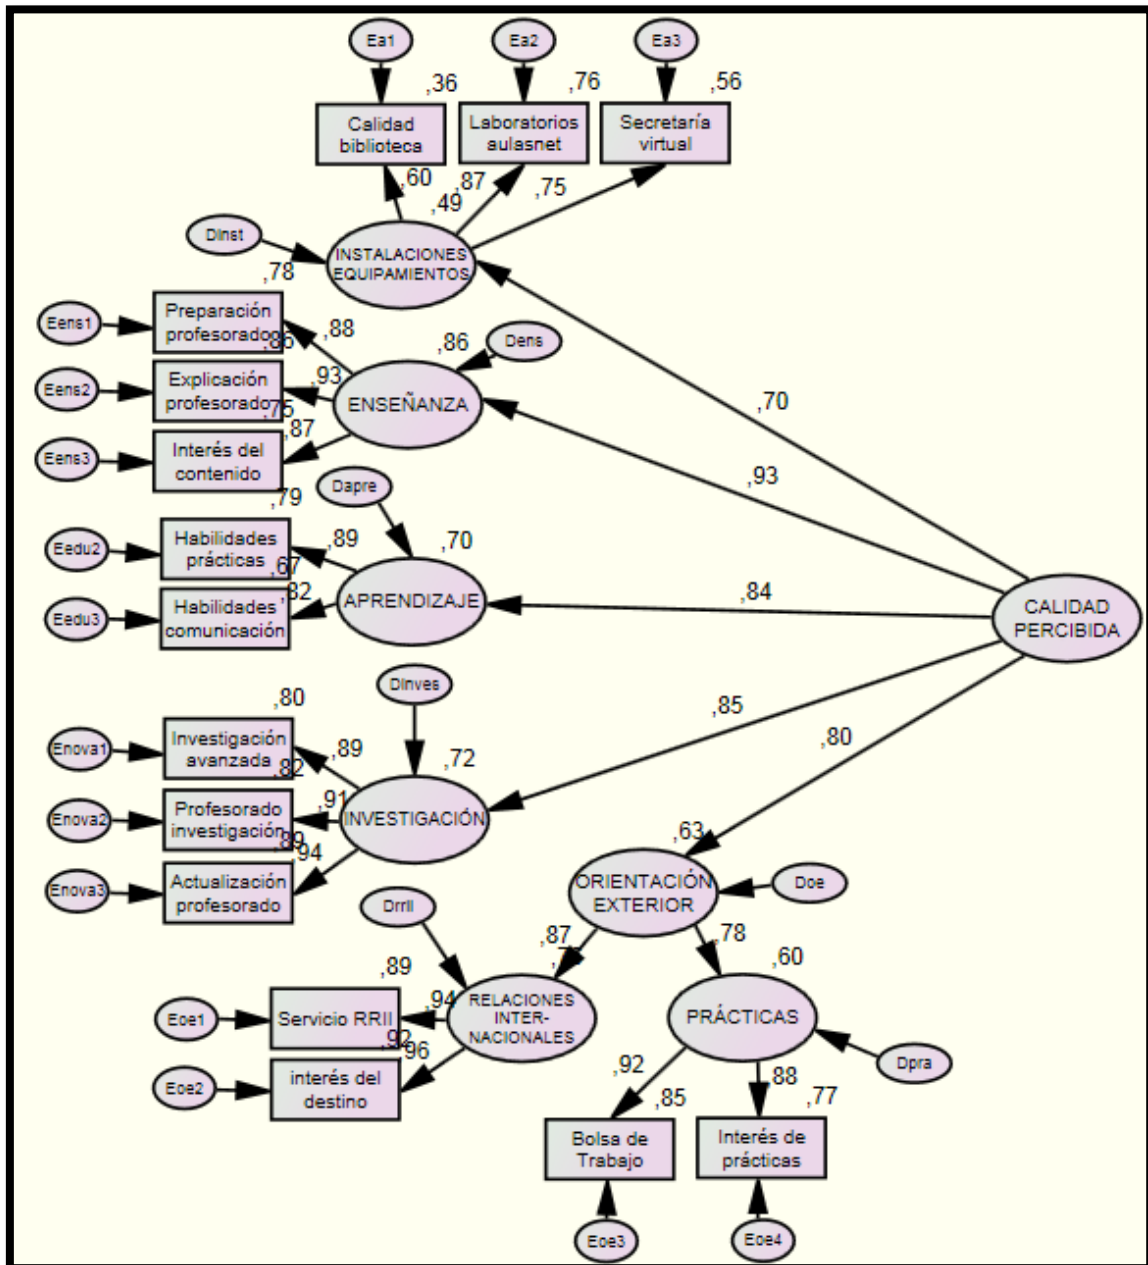 Ea1
Ea2
Ea3
,36
,76
,56
Calidad
biblioteca
Laboratorios
aulasnet
Secretaría
virtual
,60
,87
,75
,49
DInst
INSTALACIONES
EQUIPAMIENTOS
,78
Eens1
Preparación
profesorado
,88
,86
Dens
,86
Eens2
Explicación
profesorado
,93
ENSEÑANZA
,70
,75
Eens3
Interés del
contenido
,87
,93
,79
Dapre
Eedu2
Habilidades
prácticas
,89
,70
,67
Eedu3
Habilidades
comunicación
,82
APRENDIZAJE
,84
CALIDAD
PERCIBIDA
DInves
,80
,85
,80
Enova1
Investigación
avanzada
,89
,72
,82
Enova2
Profesorado
investigación
,91
INVESTIGACIÓN
,89
,94
Enova3
Actualización
profesorado
,63
ORIENTACIÓN
EXTERIOR
Doe
Drrll
,87
,78
,89
,60
Eoe1
Servicio RRII
,94
RELACIONES
INTER-
NACIONALES
PRÁCTICAS
,92
,96
Eoe2
interés del
destino
Dpra
,92
,88
,85
,77
Bolsa de
Trabajo
Interés de
prácticas
Eoe3
Eoe4